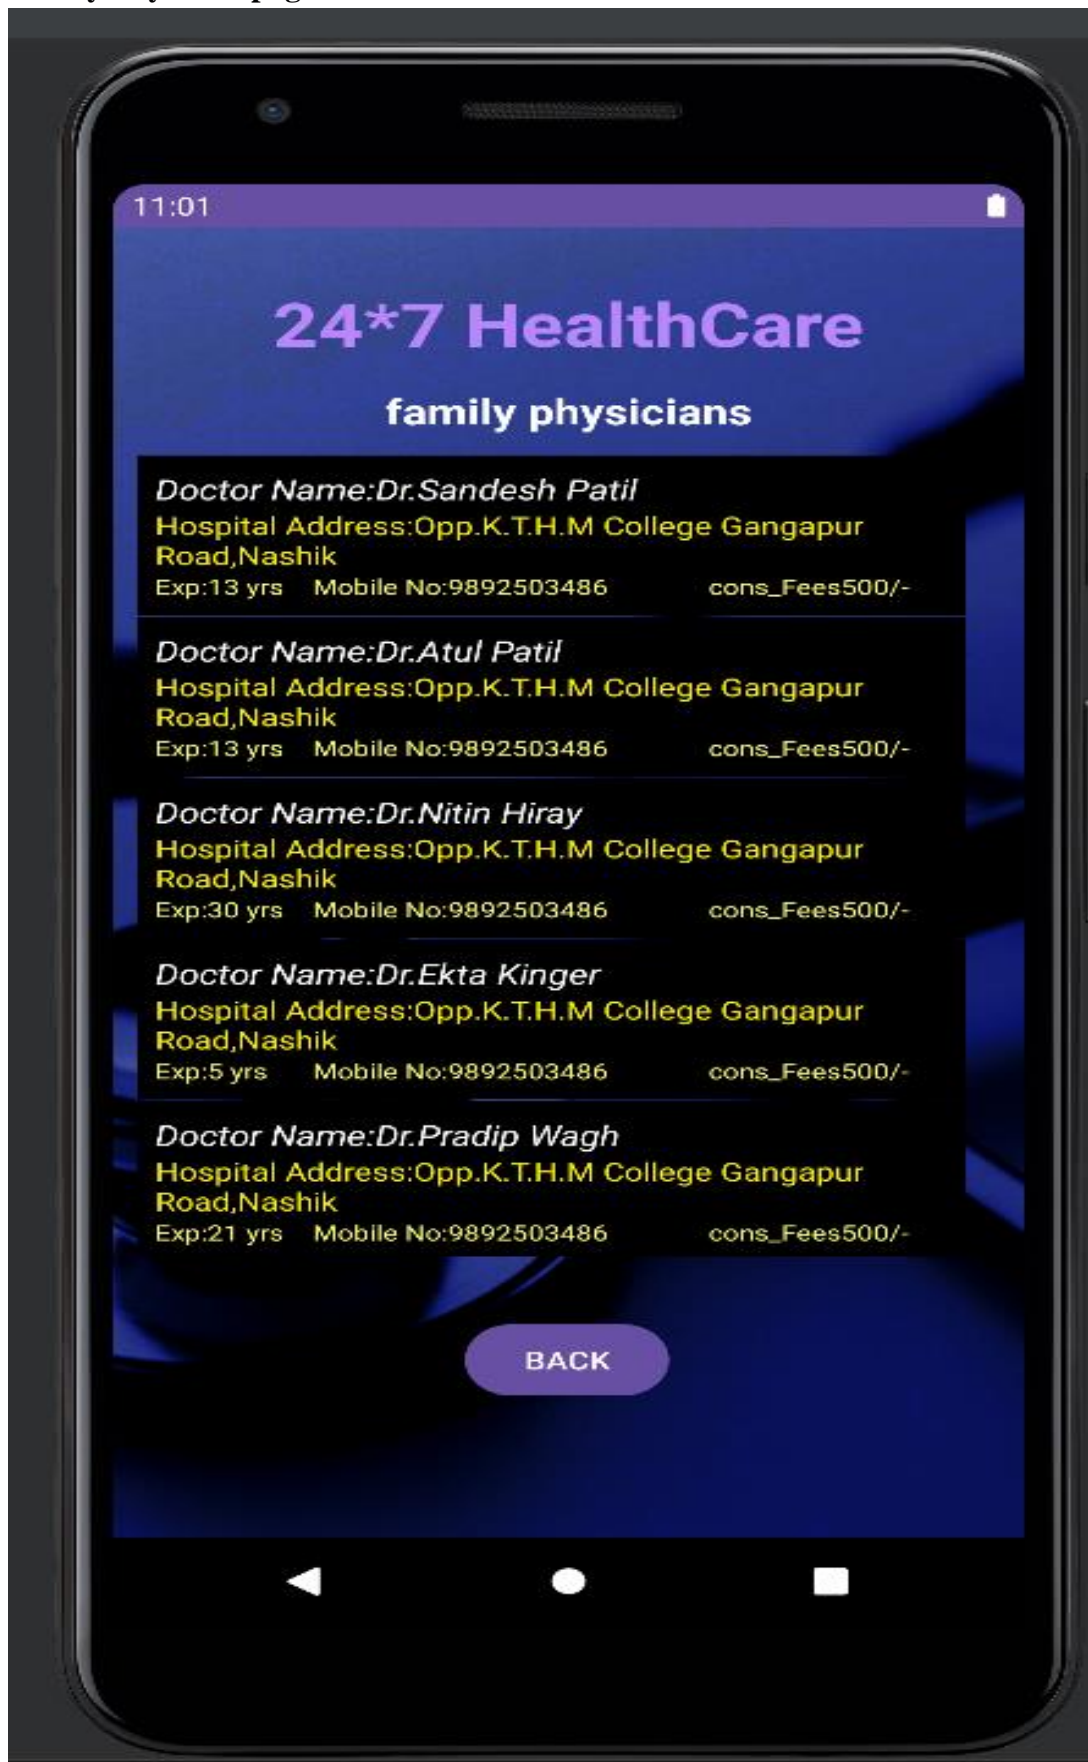 11:01
24*7 HealthCare
family physicians
Doctor Name:Dr.Sandesh Patil
Hospital Address:Opp.K.T.H.M College Gangapur
Road,Nashik
Exp:13 yrs Mobile No:9892503486 cons_Fees500/-
Doctor Name:Dr.Atul Patil
Hospital Address:Opp.K.T.H.M College Gangapur
Road,Nashik
Exp:13 yrs Mobile No:9892503486 cons_Fees500/-
Doctor Name:Dr.Nitin Hiray
Hospital Address:Opp.K.T.H.M College Gangapur
Road,Nashik
Exp:30 yrs Mobile No:9892503486 cons_Fees500/-
Doctor Name:Dr.Ekta Kinger
Hospital Address:Opp.K.T.H.M College Gangapur
Road,Nashik
Exp:5 yrs Mobile No:9892503486 cons_Fees500/-
Doctor Name:Dr.Pradip Wagh
Hospital Address:Opp.K.T.H.M College Gangapur
Road,Nashik
Exp:21 yrs Mobile No:9892503486 cons_Fees500/-
BACK